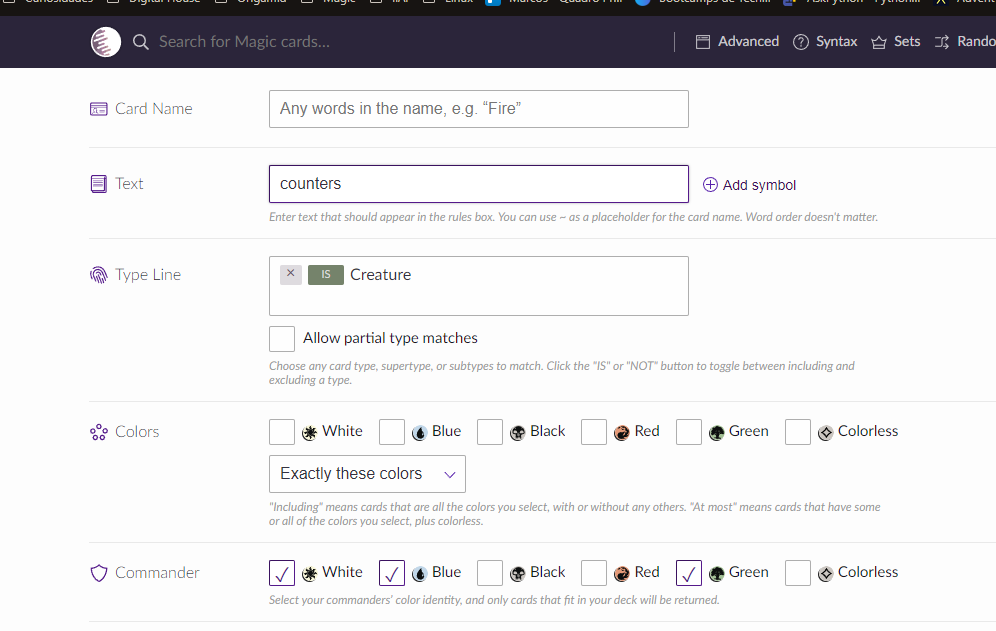 Curiosidades Digital House Origamia Magic Linux Marcos Quadro Bootcamps de Tech... AskPython Python... Advent
Search for Magic cards... Advanced Syntax Sets Rando
Card Name Any words in the name, e.g. “Fire”
Text counters Add symbol
Enter text that should appear in the rules box. You can use ~ as a placeholder for the card name. Word order doesn't matter.
Type Line × IS Creature
Allow partial type matches
Choose any card type, supertype, or subtypes to match. Click the "IS" or "NOT" button to toggle between including and
excluding a type.
Colors White Blue Black Red Green Colorless
Exactly these colors
"Including" means cards that are all the colors you select, with or without any others. "At most" means cards that have some
or all of the colors you select, plus colorless.
Commander White Blue Black Red Green Colorless
Select your commanders' color identity, and only cards that fit in your deck will be returned.